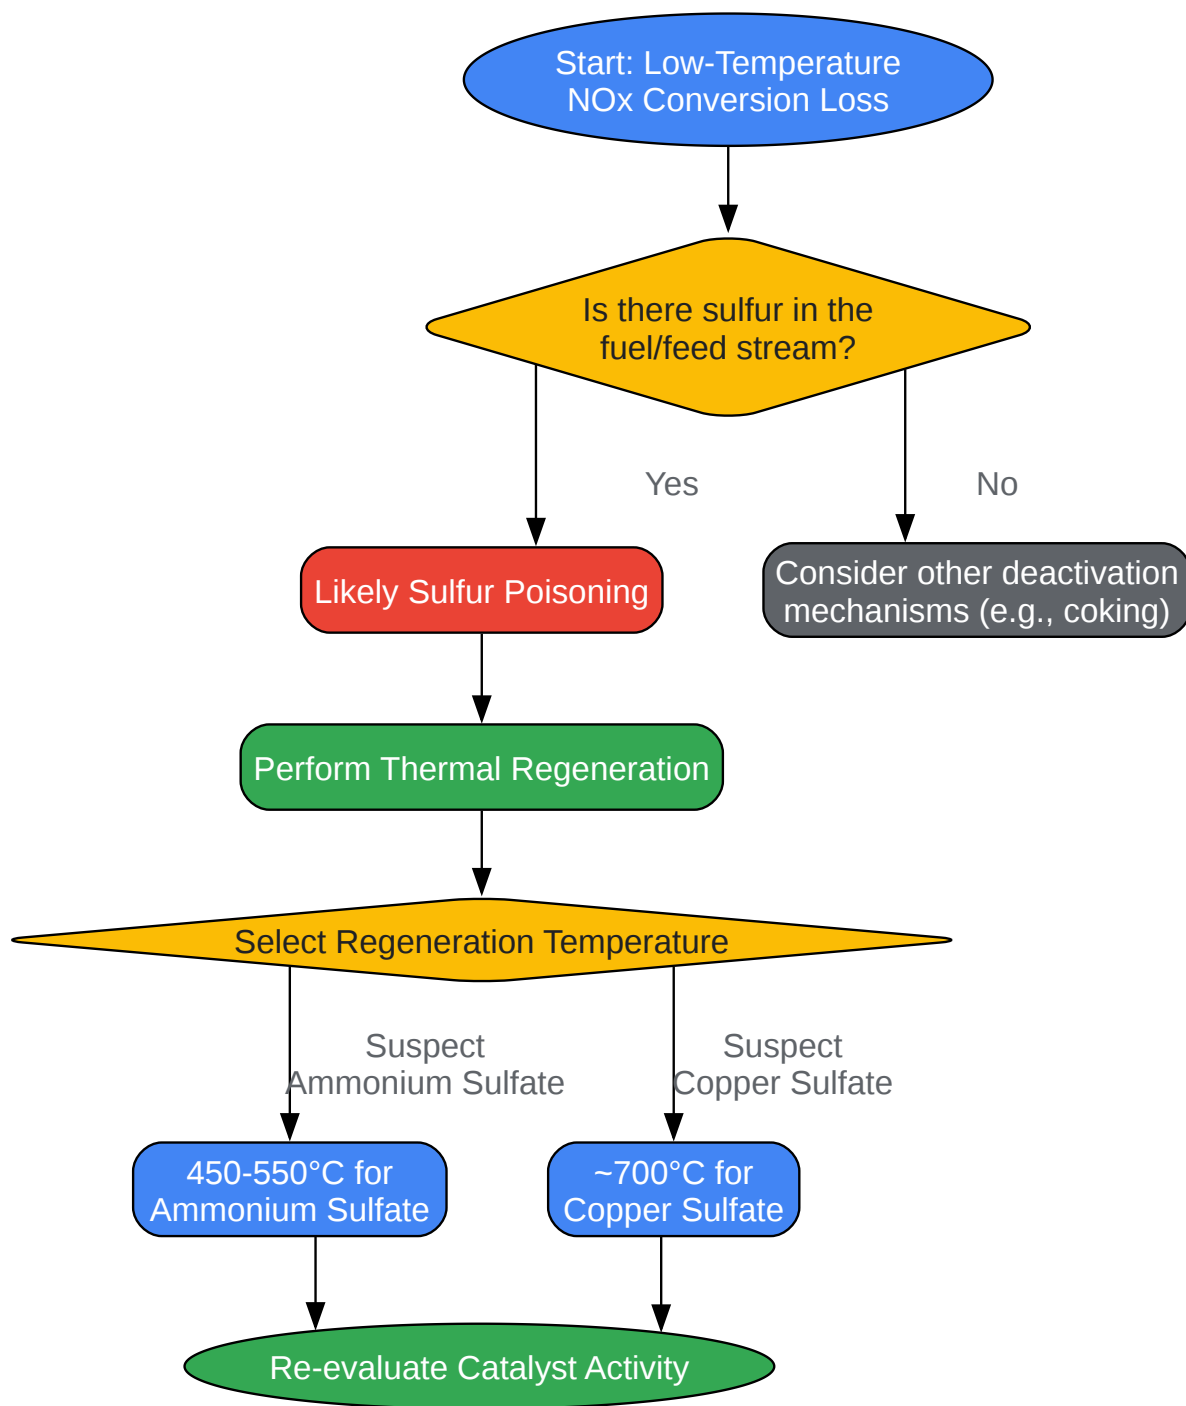 Start: Low-Temperature
NOx Conversion Loss
Is there sulfur in the
fuel/feed stream?
Yes
No
Likely Sulfur Poisoning
Consider other deactivation
mechanisms (e.g., coking)
Perform Thermal Regeneration
Select Regeneration Temperature
Suspect
Ammonium Sulfate
Suspect
Copper Sulfate
450-550°C for
Ammonium Sulfate
~700°C for
Copper Sulfate
Re-evaluate Catalyst Activity